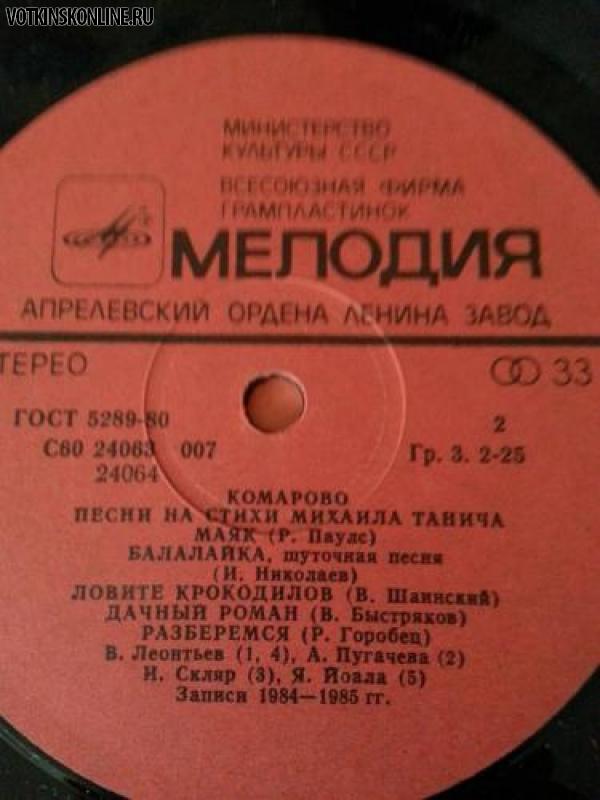 VOTKINSKONLINE.RU
МИНИСТЕРСТВО
КУЛЬТУРЫ СССР
ВСЕСОЮЗНАЯ ФИРМА
ГРАМПЛАСТИНОК
МЕЛОДИЯ
АПРЕЛЕВСКИЙ ОРДЕНА ЛЕНИНА ЗАВОД
ТЕРЕО 33
ГОСТ 5289-80 2
С60 24063 007 Гр. 3. 2-25
24064
КОМАРОВО
ПЕСНИ НА СТИХИ МИХАИЛА ТАНИЧА
МАЯК (Р. Паулс)
БАЛАЛАЙКА, шуточная песня
(И. Николаев)
ЛОВИТЕ КРОКОДИЛОВ (В. Шаинский)
ДАЧНЫЙ РОМАН (В. Быстряков)
РАЗБЕРЕМСЯ (Р. Горобец)
В. Леонтьев (1, 4), А. Пугачева (2)
И. Скляр (3), Я. Йоала (5)
Записи 1984—1985 гг.